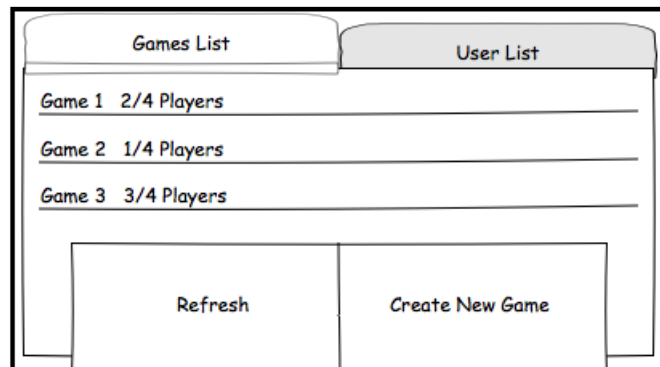 Games List
User List
Game 1 2/4 Players
Game 2 1/4 Players
Game 3 3/4 Players
Refresh
Create New Game